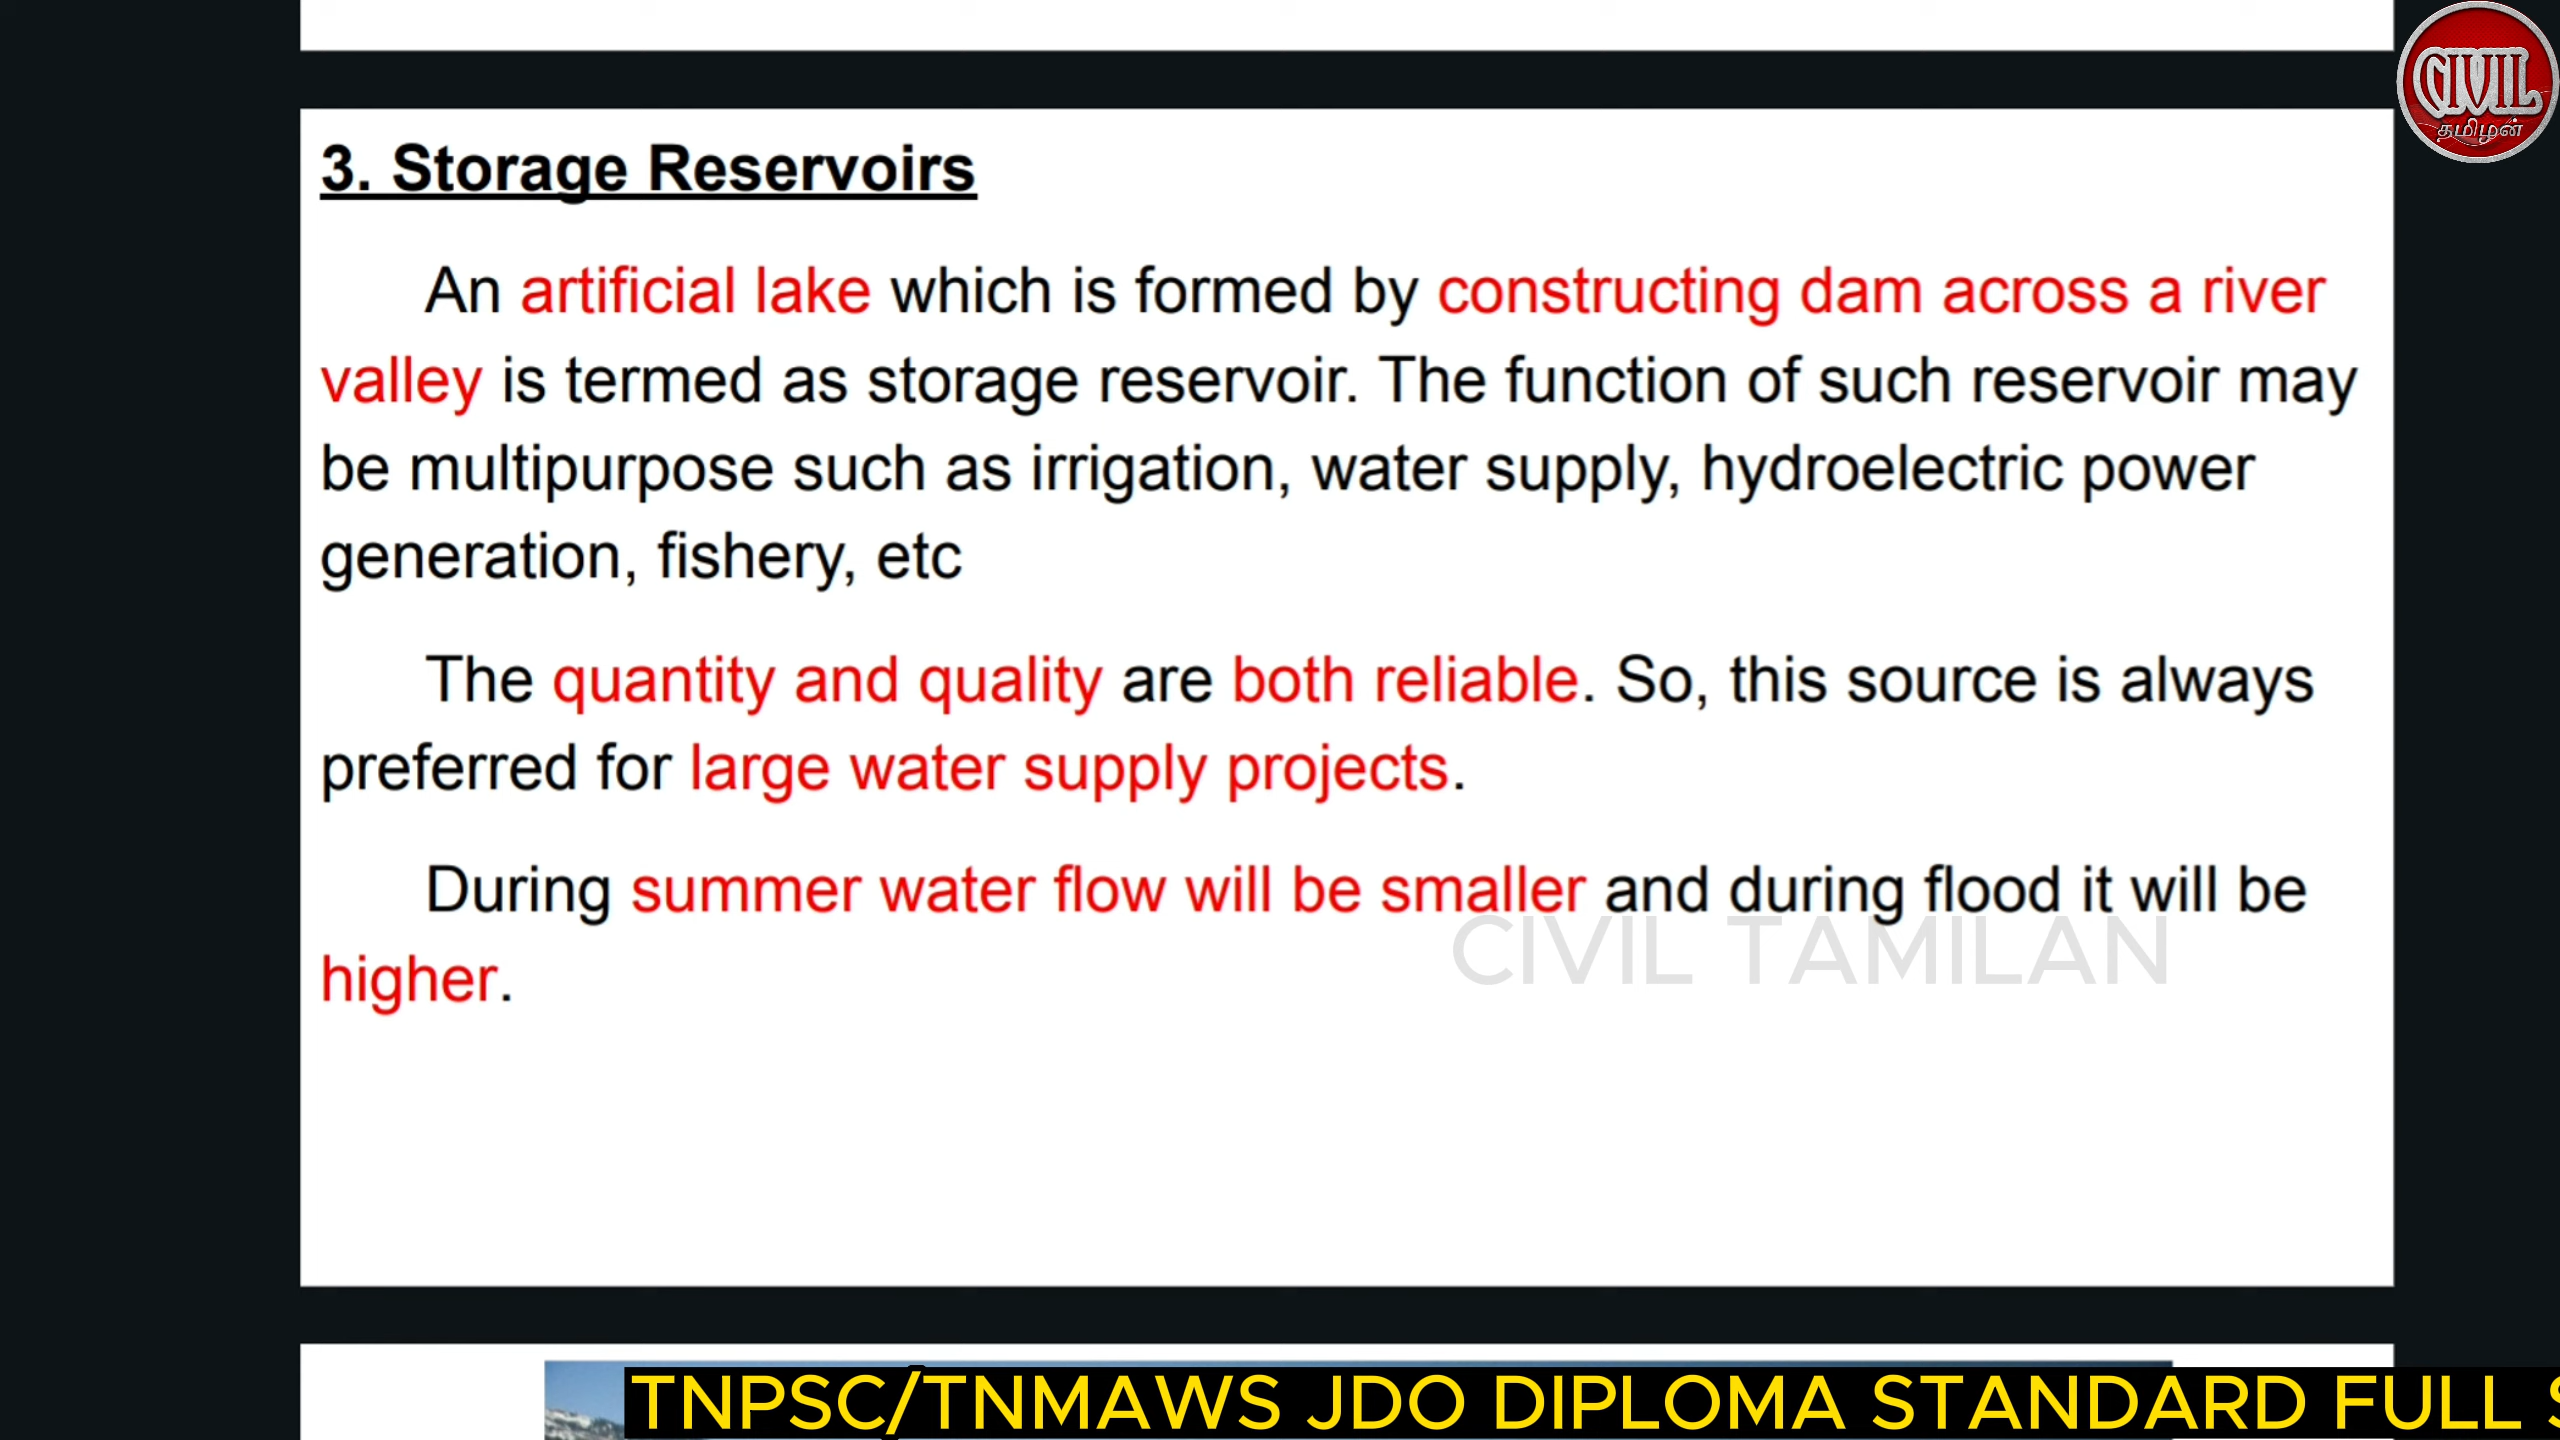 CIVIL
தமிழன்
3. Storage Reservoirs
An artificial lake which is formed by constructing dam across a river
valley is termed as storage reservoir. The function of such reservoir may
be multipurpose such as irrigation, water supply, hydroelectric power
generation, fishery, etc
The quantity and quality are both reliable. So, this source is always
preferred for large water supply projects.
During summer water flow will be smaller and during flood it will be
higher.
CIVIL TAMILAN
TNPSC/TNMAWS JDO DIPLOMA STANDARD FULL